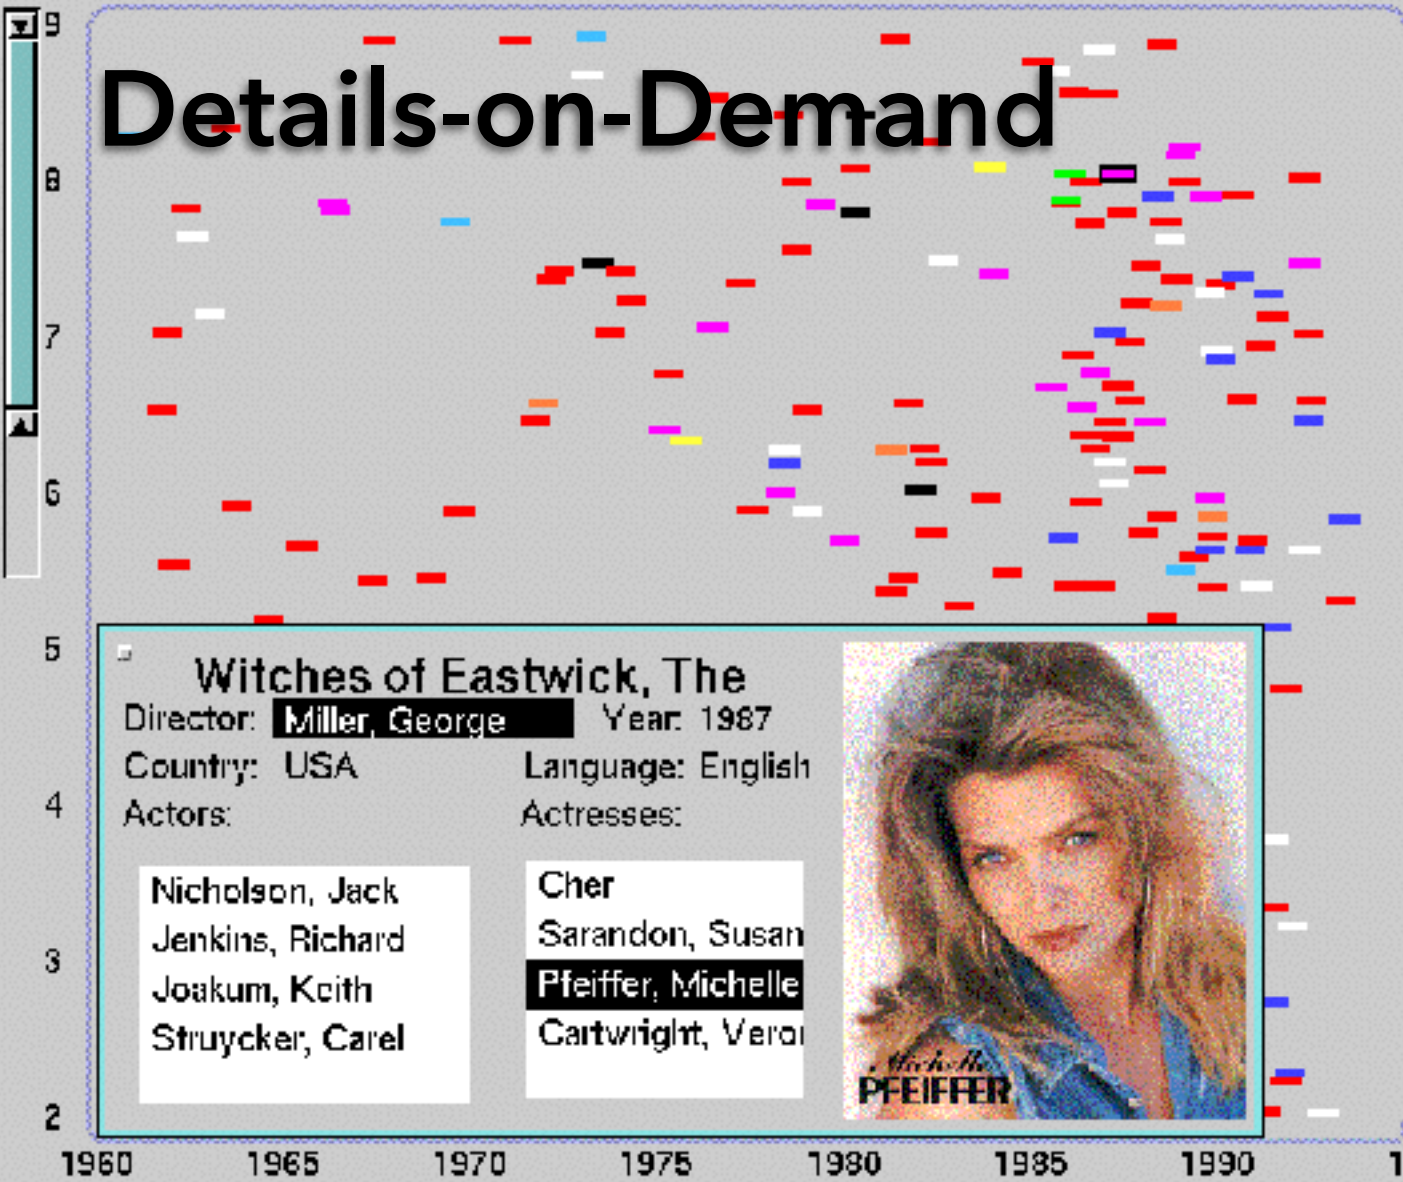 Details-on-Demand
9
8
7
6
5
4
3
2
Witches of Eastwick, The
Director: Miller, George Year: 1987
Country: USA Language: English
Actors: Actresses:
Nicholson, Jack
Jenkins, Richard
Joakum, Keith
Struycker, Carel
Cher
Sarandon, Susan
Pfeiffer, Michelle
Cartwright, Vero
Michelle
PFEIFFER
1960 1965 1970 1975 1980 1985 1990 1